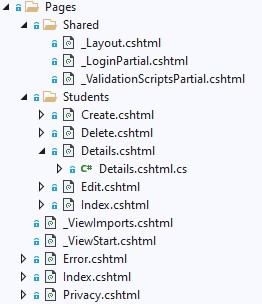 Pages
Shared
_Layout.cshtml
_LoginPartial.cshtml
_ValidationScriptsPartial.cshtml
Students
Create.cshtml
Delete.cshtml
Details.cshtml
C# Details.cshtml.cs
Edit.cshtml
Index.cshtml
_ViewImports.cshtml
_ViewStart.cshtml
Error.cshtml
Index.cshtml
Privacy.cshtml